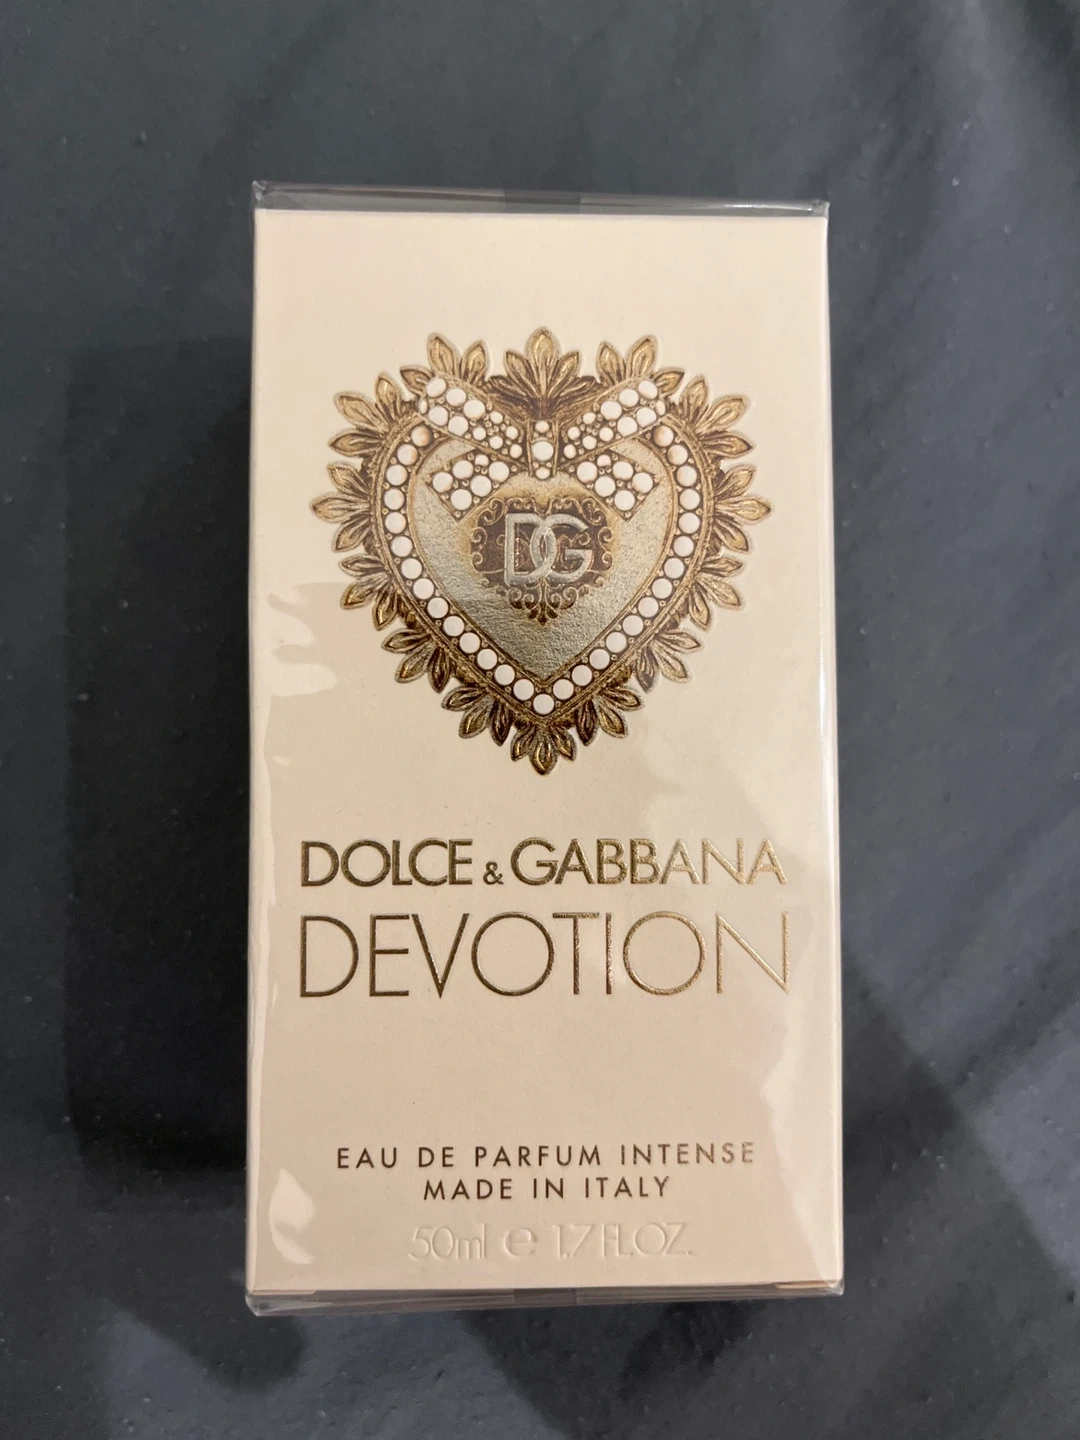 DG
DOLCE & GABBANA
DEVOTION
EAU DE PARFUM INTENSE
MADE IN ITALY
50ml e 1.7 FL.OZ.